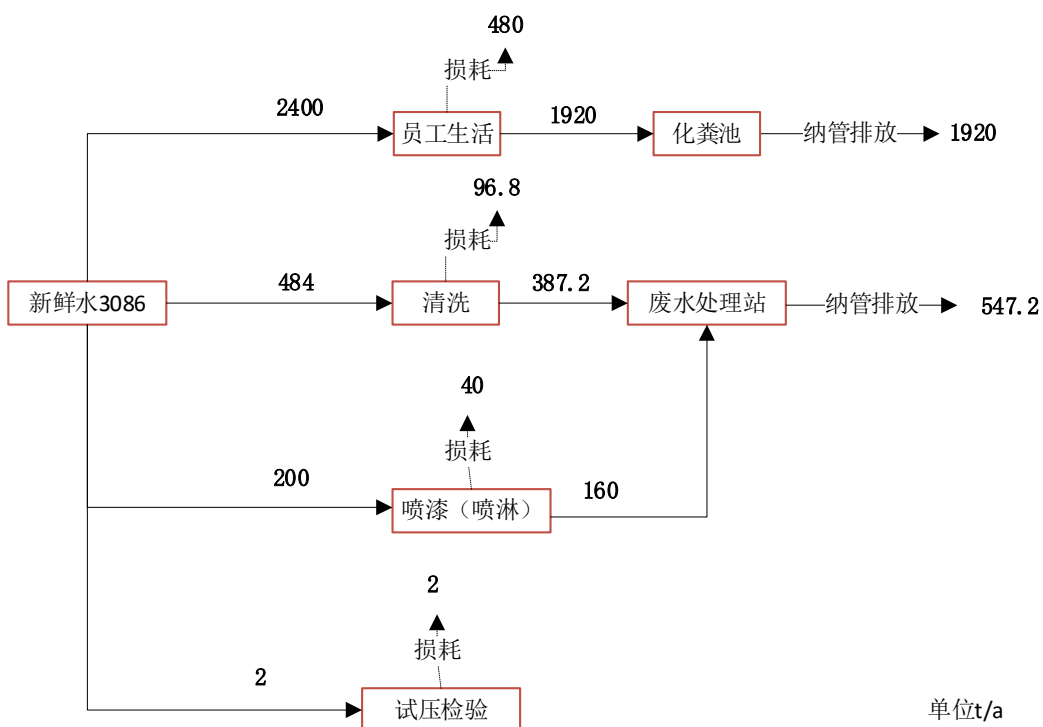 480
损耗
2400
员工生活
1920
化粪池
纳管排放
1920
96.8
损耗
新鲜水3086
484
清洗
387.2
废水处理站
纳管排放
547.2
40
损耗
200
喷漆（喷淋）
160
2
损耗
2
试压检验
单位t/a